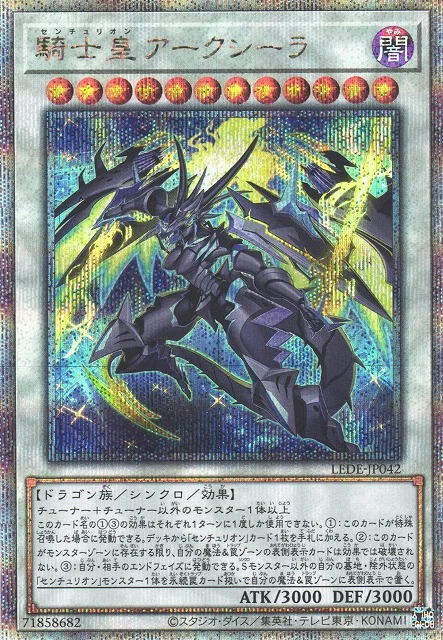 センチュリオン
騎士皇アークシーラ
やみ
闇
LEDE-JP042
【ドラゴン族／シンクロ／効果】
チューナー＋チューナー以外のモンスター1体以上
このカード名の①③の効果はそれぞれ1ターンに1度しか使用できない。①：このカードが特殊
召喚した場合に発動できる。デッキから「センチュリオン」カード1枚を手札に加える。②：このカード
がモンスターゾーンに存在する限り、自分の魔法＆罠ゾーンの表側表示カードは効果では破壊され
ない。③：自分・相手のエンドフェイズに発動できる。Sモンスター以外の自分の墓地・除外状態の
「センチュリオン」モンスター1体を永続罠カード扱いで自分の魔法＆罠ゾーンに表側表示で置く。
ATK/3000 DEF/3000
71858682
©スタジオ・ダイス／集英社・テレビ東京・KONAMI